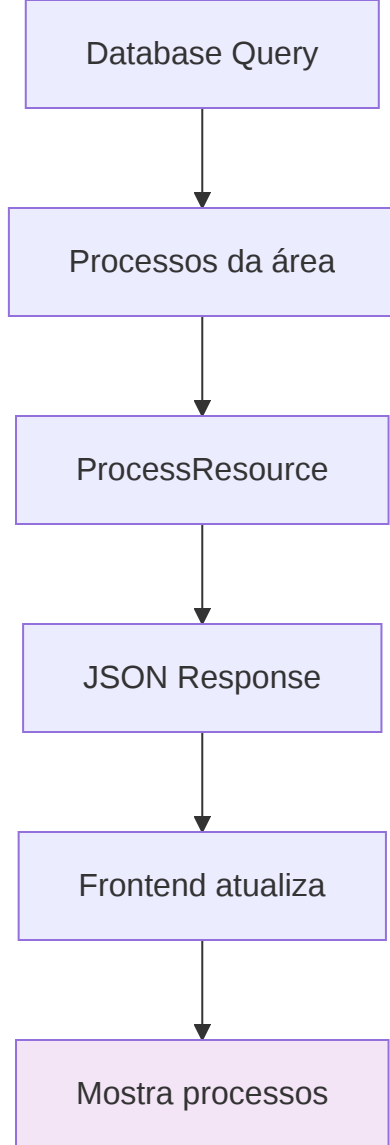 Database Query
Processos da área
ProcessResource
JSON Response
Frontend atualiza
Mostra processos